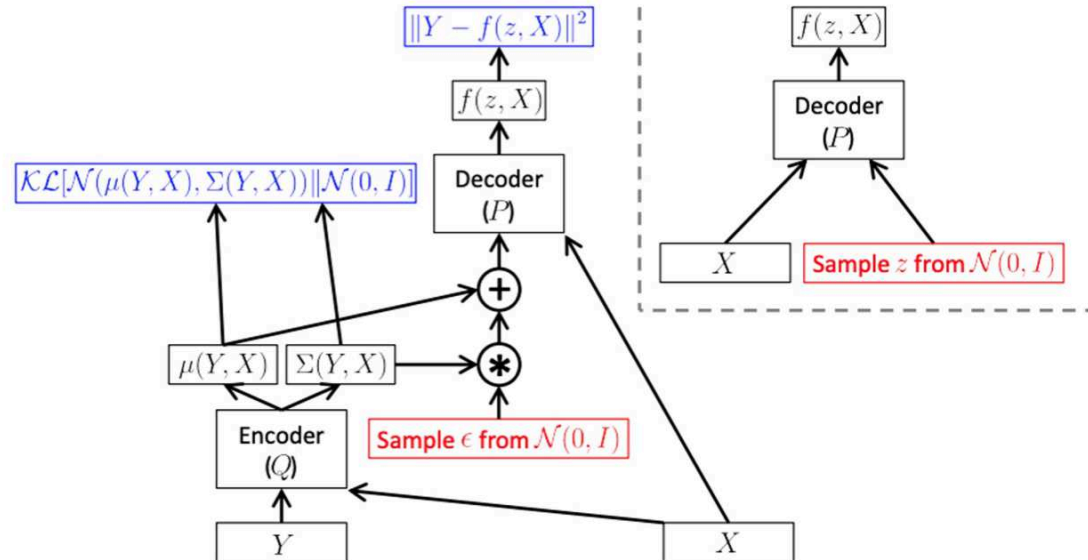 ‖Y − f(z, X)‖²
f(z, X)
Decoder
(P)
𝒦ℒ[𝒩(μ(Y, X), Σ(Y, X))‖𝒩(0, I)]
+
μ(Y, X)
Σ(Y, X)
*
Encoder
(Q)
Sample ϵ from 𝒩(0, I)
Y
X
f(z, X)
Decoder
(P)
X
Sample z from 𝒩(0, I)